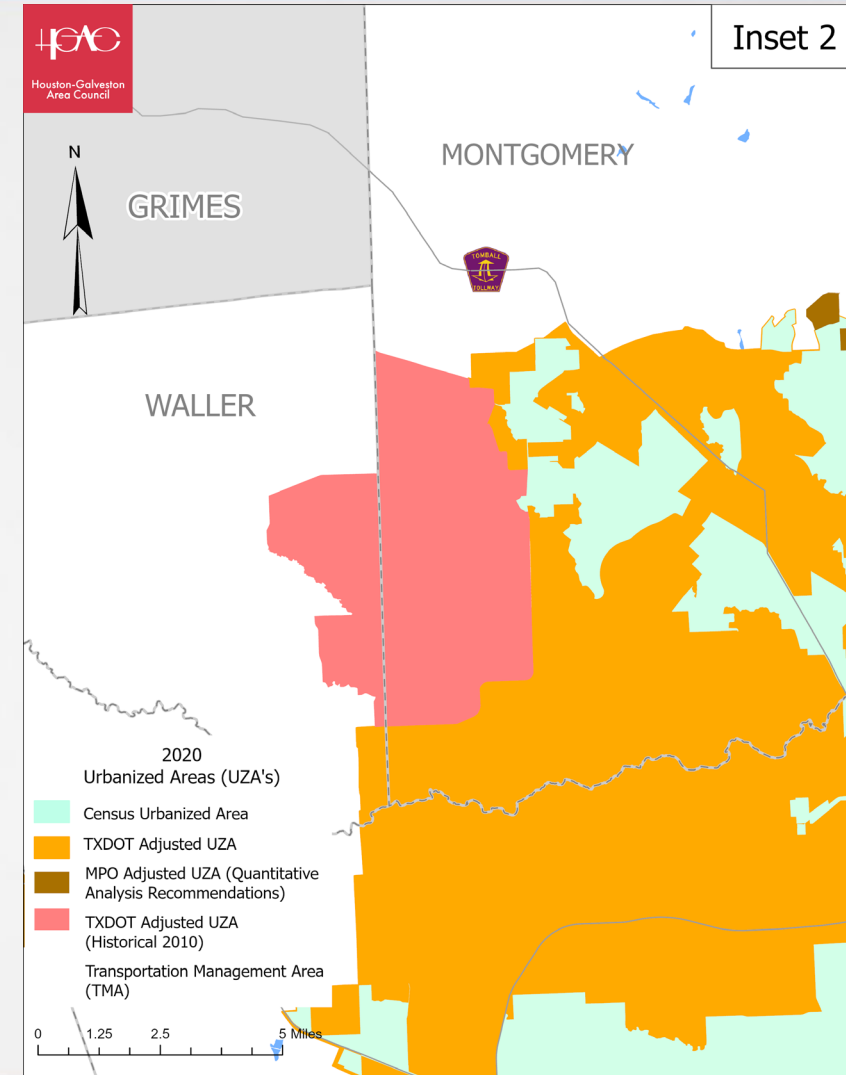 HGAC
Houston-Galveston
Area Council
Inset 2
N
MONTGOMERY
GRIMES
TOMBALL
TOLLWAY
WALLER
2020
Urbanized Areas (UZA's)
Census Urbanized Area
TXDOT Adjusted UZA
MPO Adjusted UZA (Quantitative
Analysis Recommendations)
TXDOT Adjusted UZA
(Historical 2010)
Transportation Management Area
(TMA)
0 1.25 2.5 5 Miles